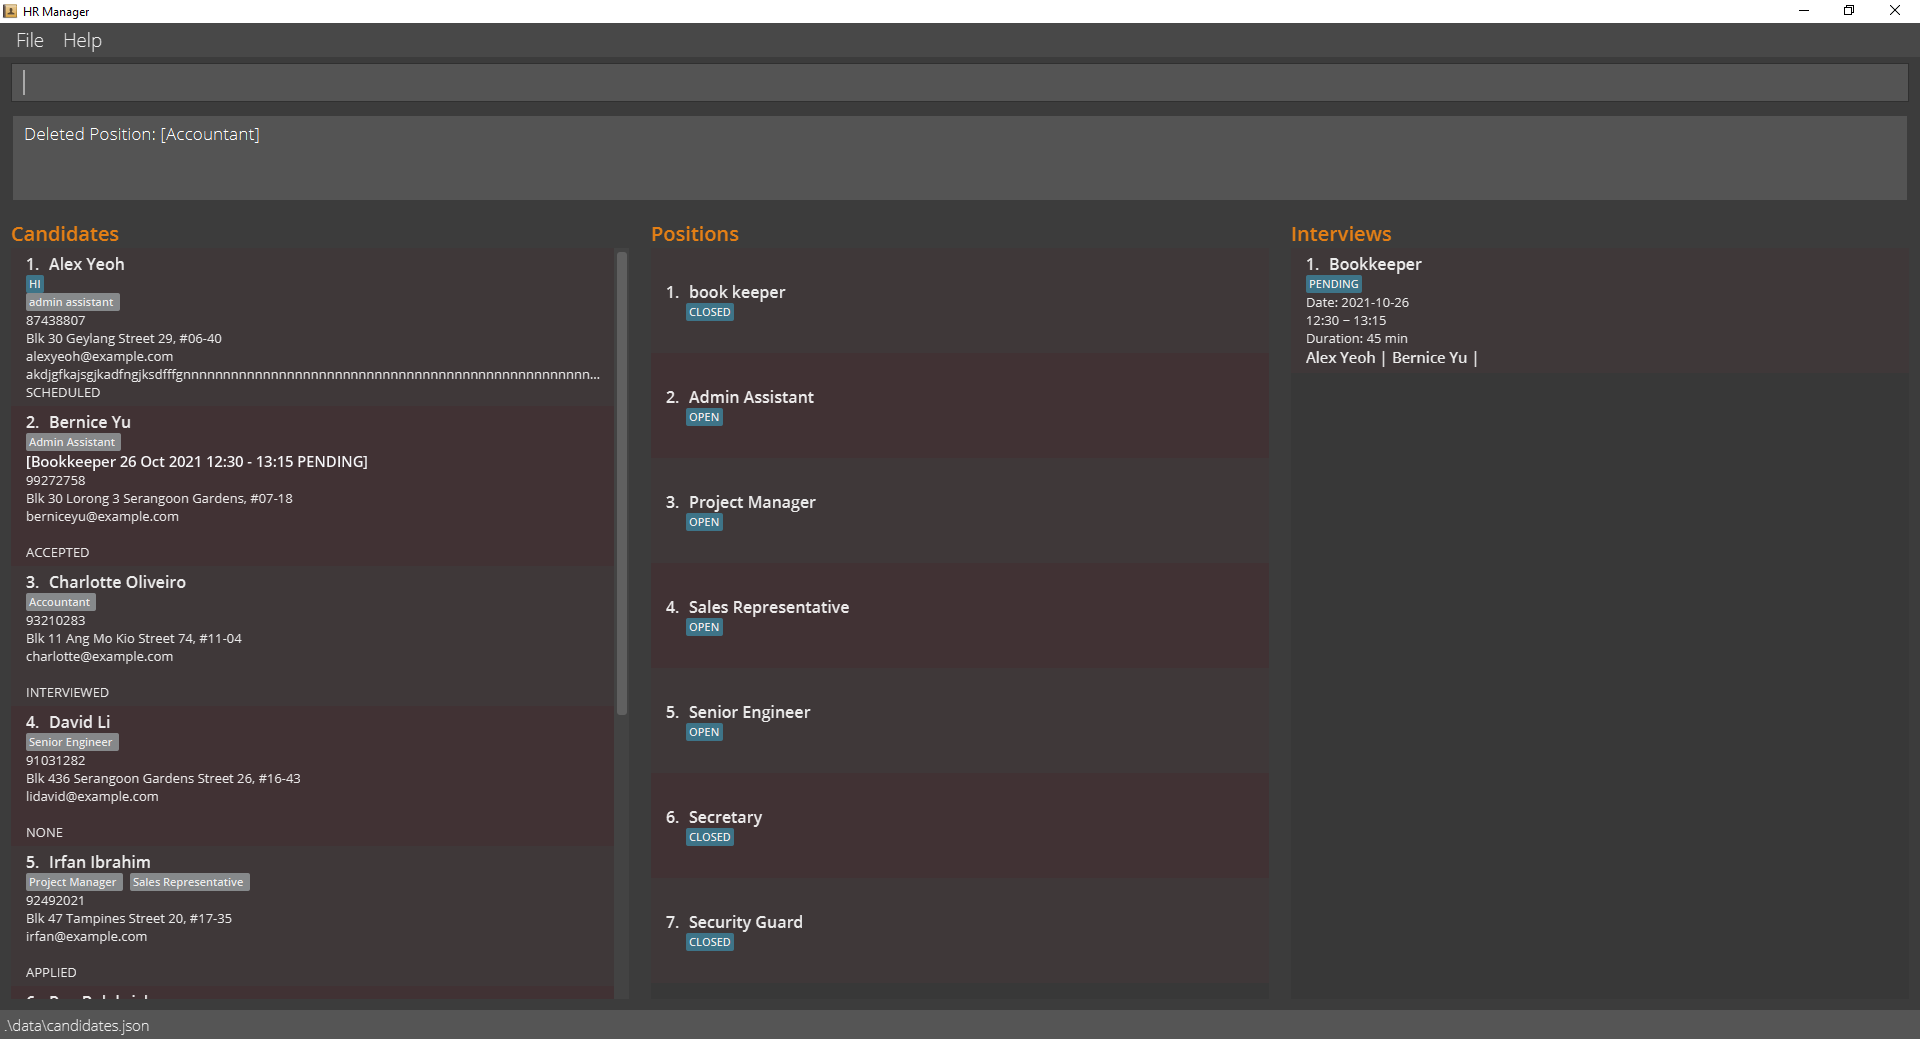 HR Manager
File Help
Deleted Position: [Accountant]
Candidates
1. Alex Yeoh
HI
admin assistant
87438807
Blk 30 Geylang Street 29, #06-40
alexyeoh@example.com
SCHEDULED
2. Bernice Yu
Admin Assistant
[Bookkeeper 26 Oct 2021 12:30 - 13:15 PENDING]
99272758
Blk 30 Lorong 3 Serangoon Gardens, #07-18
berniceyu@example.com
ACCEPTED
3. Charlotte Oliveiro
Accountant
93210283
Blk 11 Ang Mo Kio Street 74, #11-04
charlotte@example.com
INTERVIEWED
4. David Li
Senior Engineer
91031282
Blk 436 Serangoon Gardens Street 26, #16-43
lidavid@example.com
NONE
5. Irfan Ibrahim
Project Manager Sales Representative
92492021
Blk 47 Tampines Street 20, #17-35
irfan@example.com
APPLIED
Positions
1. book keeper
CLOSED
2. Admin Assistant
OPEN
3. Project Manager
OPEN
4. Sales Representative
OPEN
5. Senior Engineer
OPEN
6. Secretary
CLOSED
7. Security Guard
CLOSED
Interviews
1. Bookkeeper
PENDING
Date: 2021-10-26
12:30 − 13:15
Duration: 45 min
Alex Yeoh | Bernice Yu |
.\data\candidates.json